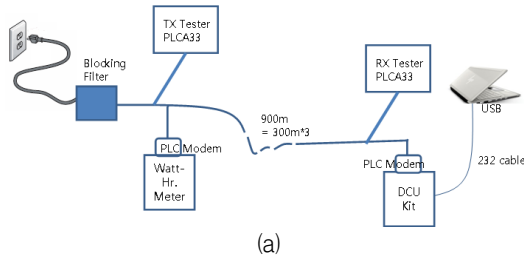 TX Tester
PLCA33
Blocking
Filter
RX Tester
PLCA33
USB
900m
= 300m*3
PLC Modem
Watt-
Hr.
Meter
PLC Modem
232 cable
DCU
Kit
(a)